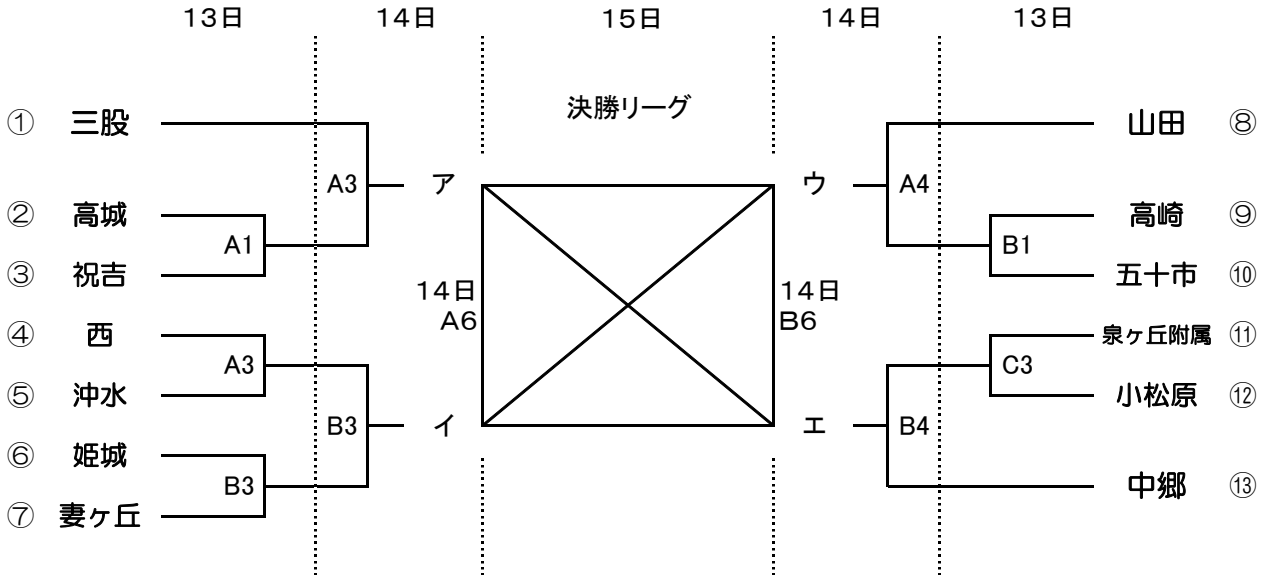 13日 14日 15日 14日 13日
決勝リーグ
① 三股 山田 ⑧
A3 ア ウ A4
② 高城 高崎 ⑨
A1 B1
③ 祝吉 五十市 ⑩
14日 14日
A6 B6
④ 西 泉ヶ丘附属 ⑪
A3 C3
⑤ 沖水 小松原 ⑫
B3 イ エ B4
⑥ 姫城
B3 中郷 ⑬
⑦ 妻ヶ丘